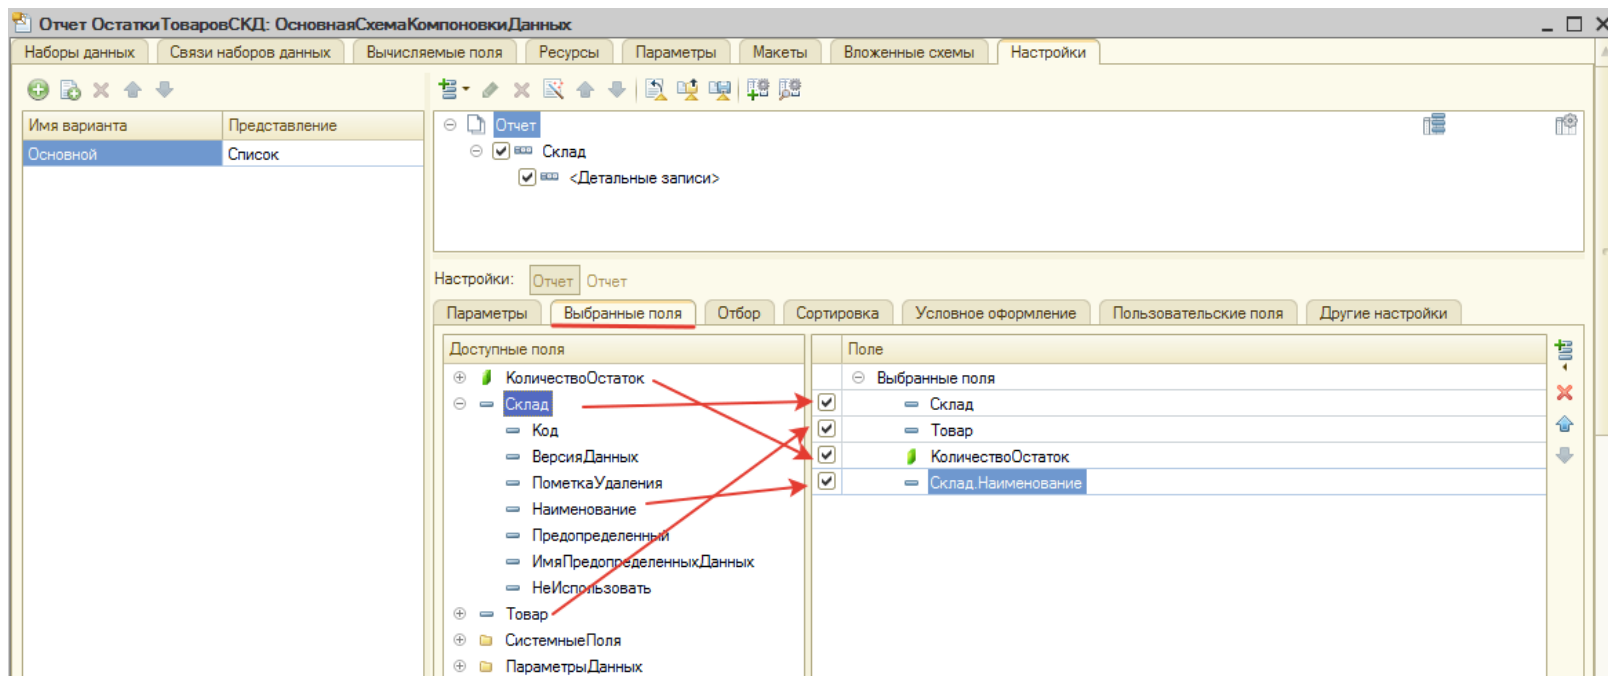 Отчет ОстаткиТоваровСКД: ОсновнаяСхемаКомпоновкиДанных
Наборы данных Связи наборов данных Вычисляемые поля Ресурсы Параметры Макеты Вложенные схемы Настройки
Имя варианта Представление
Основной Список
Отчет
Склад
<Детальные записи>
Настройки: Отчет Отчет
Параметры Выбранные поля Отбор Сортировка Условное оформление Пользовательские поля Другие настройки
Доступные поля
КоличествоОстаток
Склад
Код
ВерсияДанных
ПометкаУдаления
Наименование
Предопределенный
ИмяПредопределенныхДанных
НеИспользовать
Товар
СистемныеПоля
ПараметрыДанных
Поле
Выбранные поля
Склад
Товар
КоличествоОстаток
Склад.Наименование